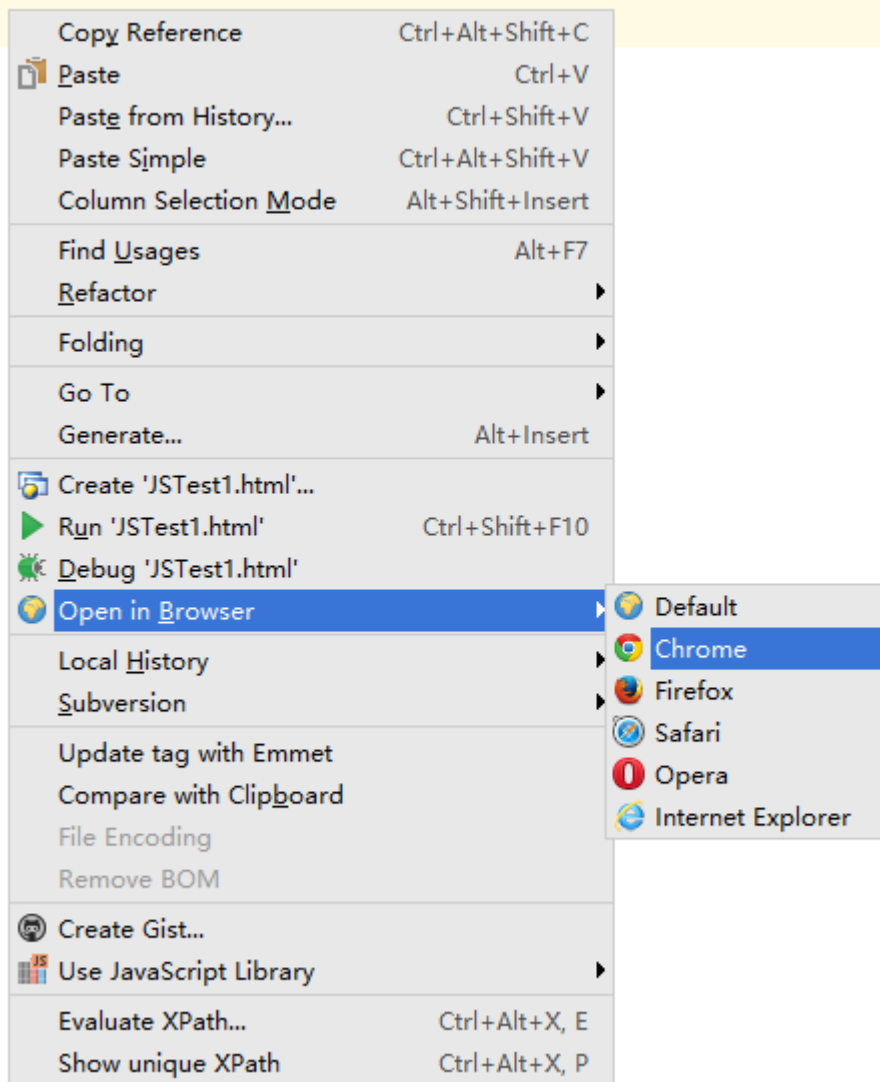 Copy Reference Ctrl+Alt+Shift+C
Paste Ctrl+V
Paste from History... Ctrl+Shift+V
Paste Simple Ctrl+Alt+Shift+V
Column Selection Mode Alt+Shift+Insert
Find Usages Alt+F7
Refactor
Folding
Go To
Generate... Alt+Insert
Create 'JSTest1.html'...
Run 'JSTest1.html' Ctrl+Shift+F10
Debug 'JSTest1.html'
Open in Browser
Local History
Subversion
Update tag with Emmet
Compare with Clipboard
File Encoding
Remove BOM
Create Gist...
JS
Use JavaScript Library
Evaluate XPath... Ctrl+Alt+X, E
Show unique XPath Ctrl+Alt+X, P
Default
Chrome
Firefox
Safari
Opera
Internet Explorer